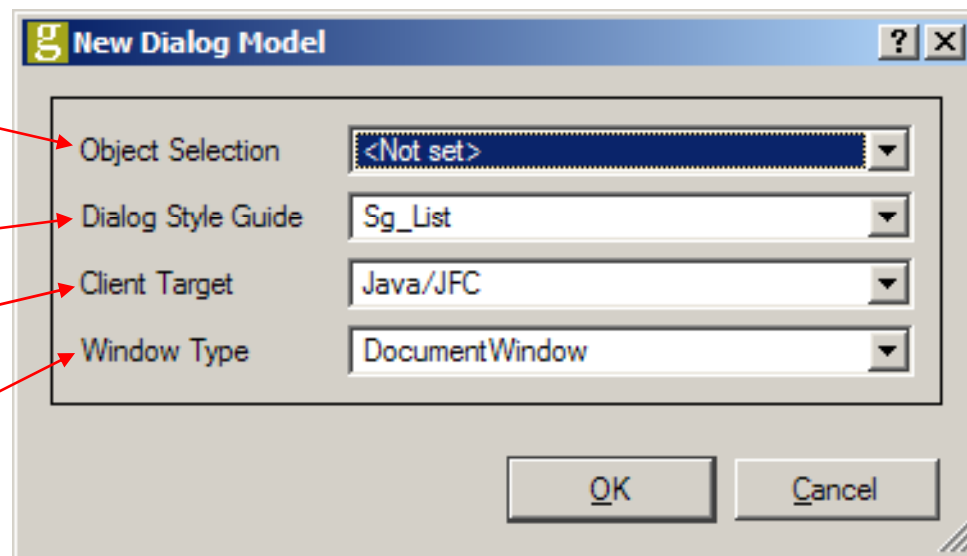 g New Dialog Model ? X
Object Selection <Not set>
Dialog Style Guide Sg_List
Client Target Java/JFC
Window Type DocumentWindow
OK Cancel